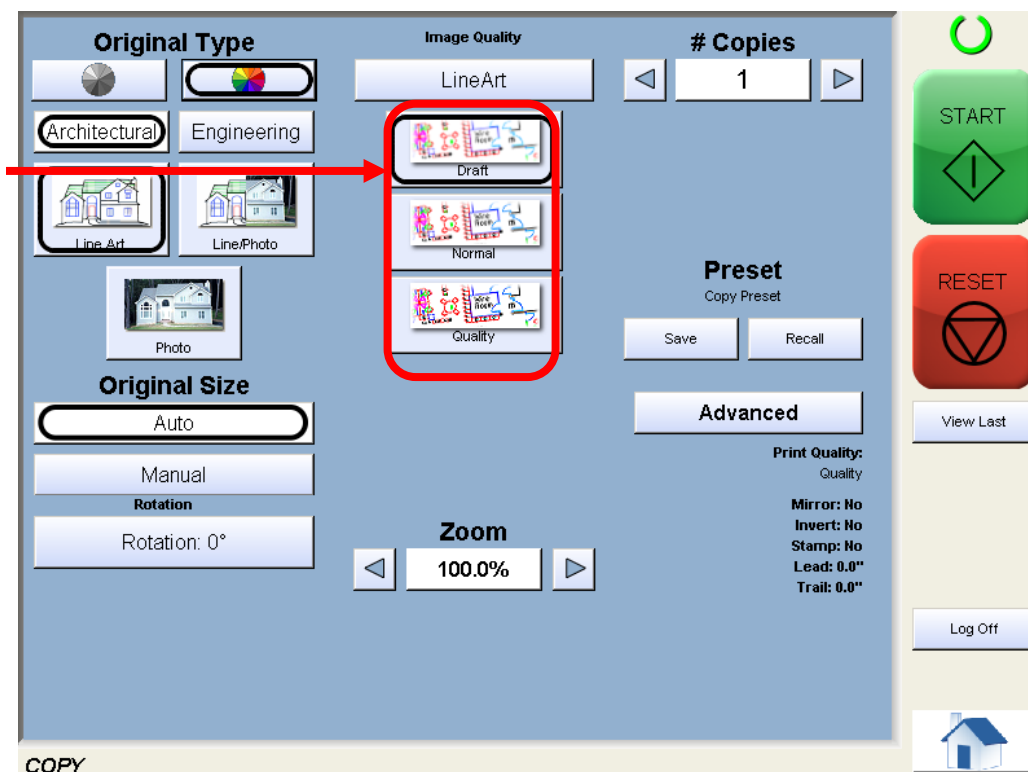 Original Type
Architectural
Engineering
Line Art
Line/Photo
Photo
Original Size
Auto
Manual
Rotation
Rotation: 0°
Image Quality
LineArt
Draft
Normal
Quality
Zoom
100.0%
# Copies
1
Preset
Copy Preset
Save
Recall
Advanced
Print Quality:
Quality
Mirror: No
Invert: No
Stamp: No
Lead: 0.0"
Trail: 0.0"
START
RESET
View Last
Log Off
COPY